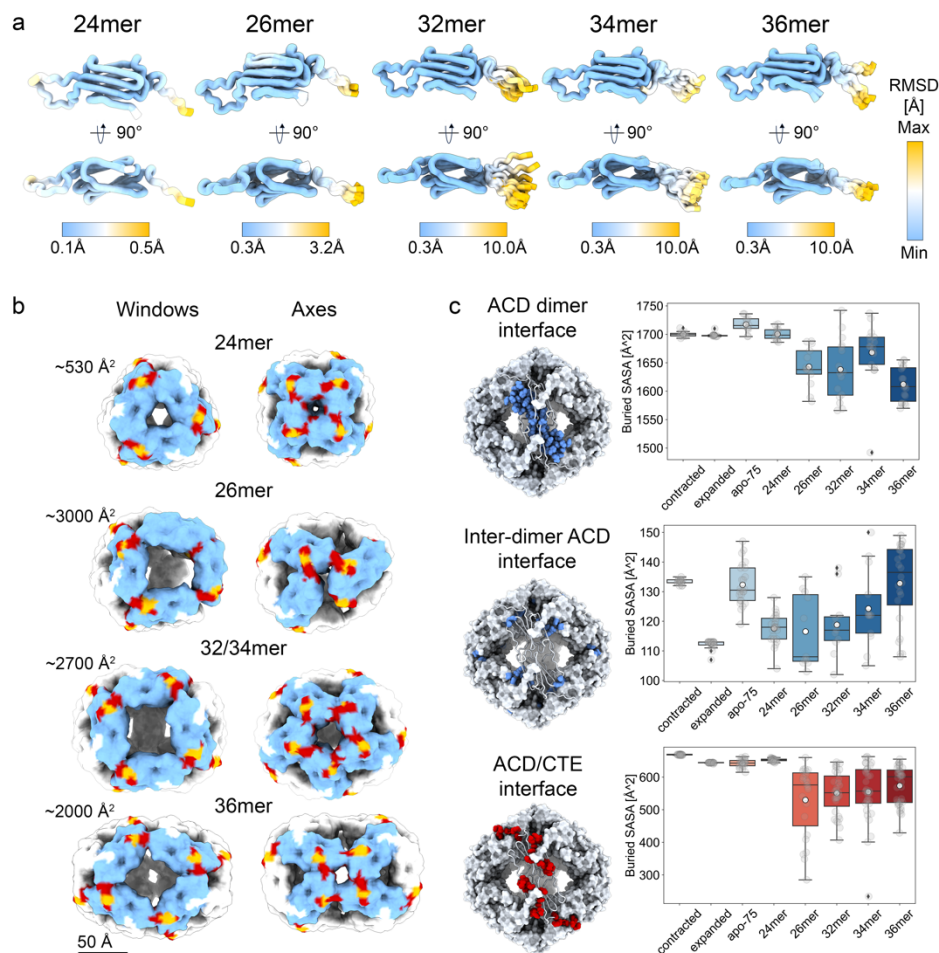 a
24mer 26mer 32mer 34mer 36mer
RMSD
[Å]
Max
90° 90° 90° 90° 90°
Min
0.1Å 0.5Å 0.3Å 3.2Å 0.3Å 10.0Å 0.3Å 10.0Å 0.3Å 10.0Å
b
Windows Axes
24mer
~530 Å²
26mer
~3000 Å²
32/34mer
~2700 Å²
36mer
~2000 Å²
50 Å
c
ACD dimer
interface
Buried SASA [Å^2]
1750
1700
1650
1600
1550
1500
contracted expanded apo-75 24mer 26mer 32mer 34mer 36mer
Inter-dimer ACD
interface
Buried SASA [Å^2]
150
140
130
120
110
100
contracted expanded apo-75 24mer 26mer 32mer 34mer 36mer
ACD/CTE
interface
Buried SASA [Å^2]
600
500
400
300
contracted expanded apo-75 24mer 26mer 32mer 34mer 36mer